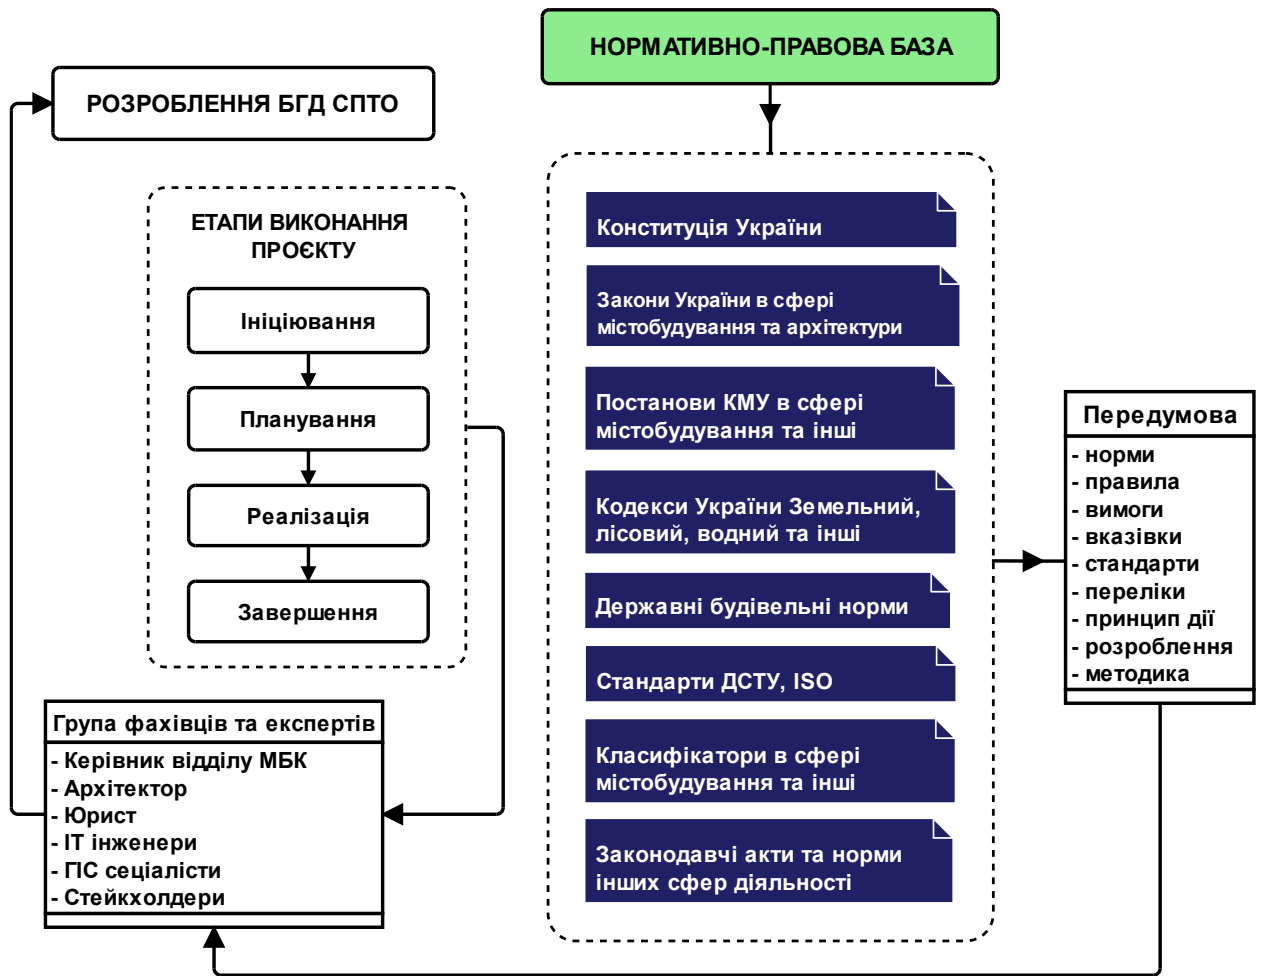 НОРМАТИВНО-ПРАВОВА БАЗА
РОЗРОБЛЕННЯ БГД СПТО
ЕТАПИ ВИКОНАННЯ
ПРОЄКТУ
Ініціювання
Планування
Реалізація
Завершення
Конституція України
Закони України в сфері
містобудування та архітектури
Постанови КМУ в сфері
містобудування та інші
Кодекси України Земельний,
лісовий, водний та інші
Державні будівельні норми
Стандарти ДСТУ, ISO
Класифікатори в сфері
містобудування та інші
Законодавчі акти та норми
інших сфер діяльності
Передумова
- норми
- правила
- вимоги
- вказівки
- стандарти
- переліки
- принцип дії
- розроблення
- методика
Група фахівців та експертів
- Керівник відділу МБК
- Архітектор
- Юрист
- ІТ інженери
- ГІС сеціалісти
- Стейкхолдери